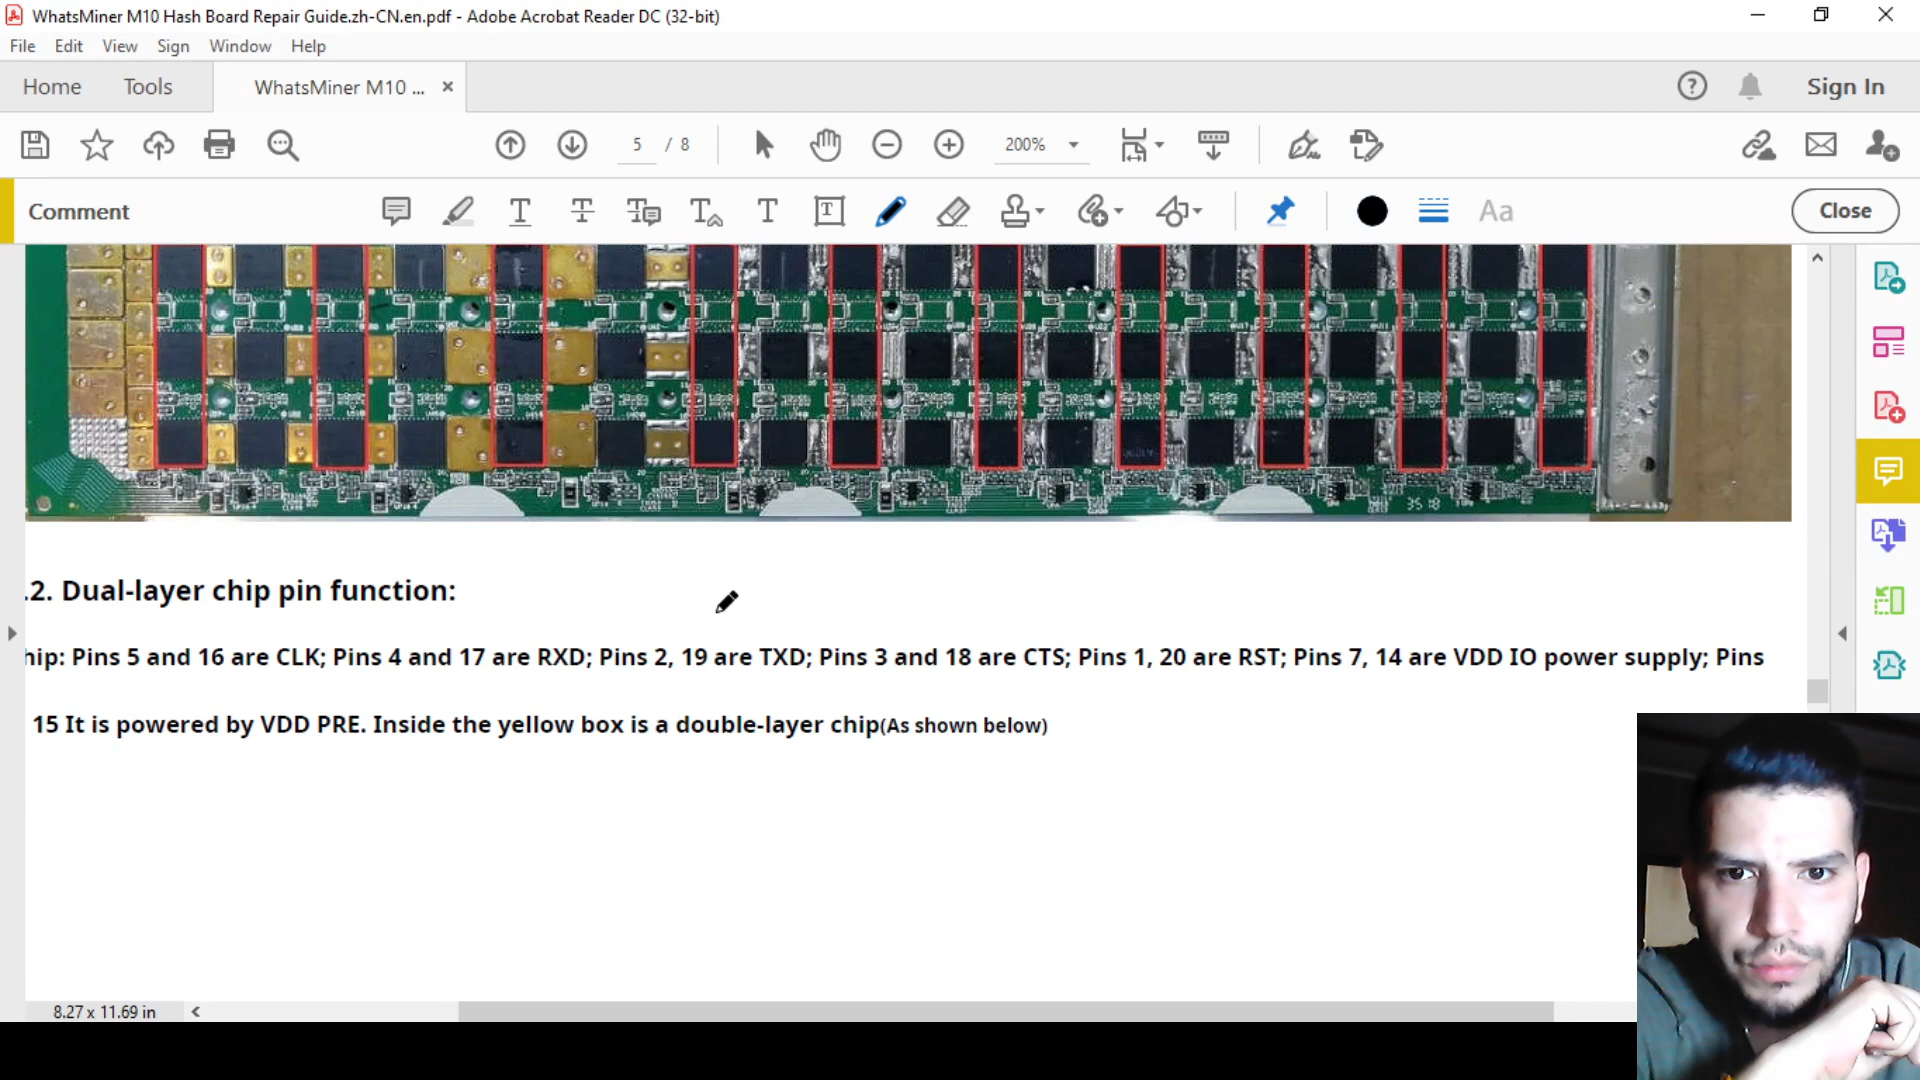 WhatsMiner M10 Hash Board Repair Guide.zh-CN.en.pdf - Adobe Acrobat Reader DC (32-bit)
File Edit View Sign Window Help
Home Tools WhatsMiner M10 ... × Sign In
5 / 8 200%
Comment Aa Close
35 18
.2. Dual-layer chip pin function:
hip: Pins 5 and 16 are CLK; Pins 4 and 17 are RXD; Pins 2, 19 are TXD; Pins 3 and 18 are CTS; Pins 1, 20 are RST; Pins 7, 14 are VDD IO power supply; Pins
15 It is powered by VDD PRE. Inside the yellow box is a double-layer chip(As shown below)
8.27 x 11.69 in